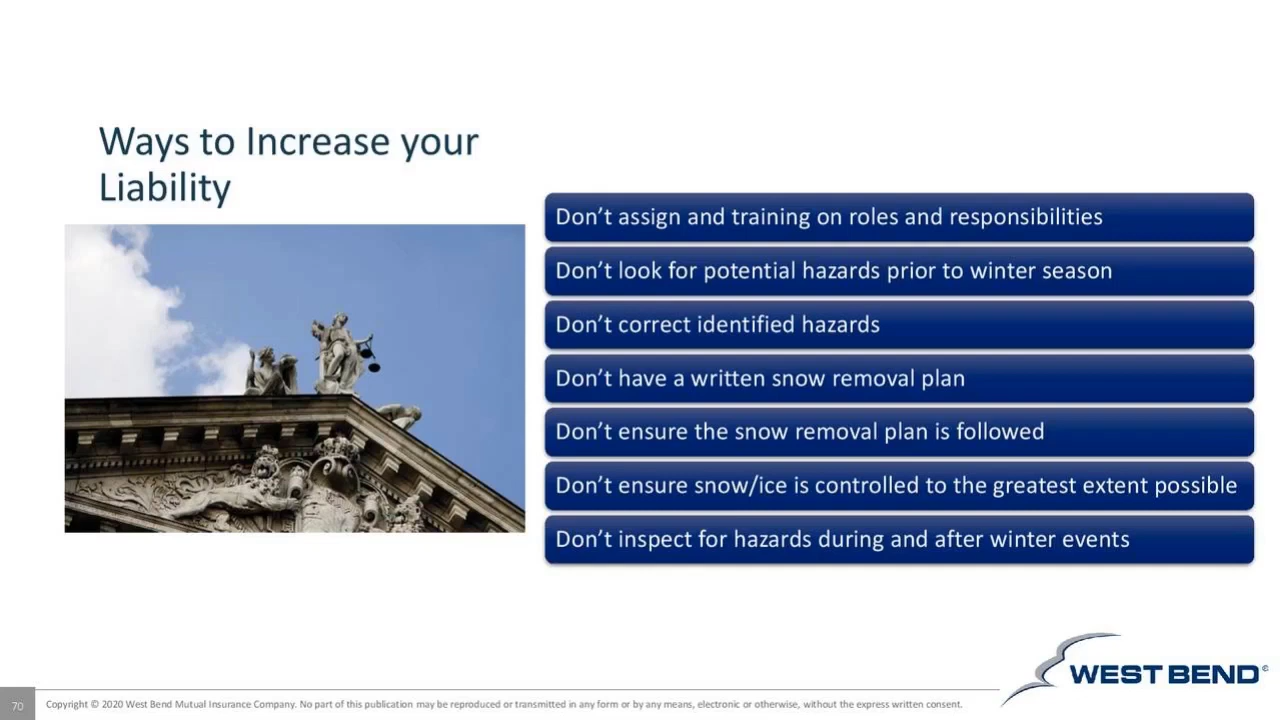 Ways to Increase your
Liability
Don’t assign and training on roles and responsibilities
Don’t look for potential hazards prior to winter season
Don’t correct identified hazards
Don’t have a written snow removal plan
Don’t ensure the snow removal plan is followed
Don’t ensure snow/ice is controlled to the greatest extent possible
Don’t inspect for hazards during and after winter events
WEST BEND®
70
Copyright © 2020 West Bend Mutual Insurance Company. No part of this publication may be reproduced or transmitted in any form or by any means, electronic or otherwise, without the express written consent.